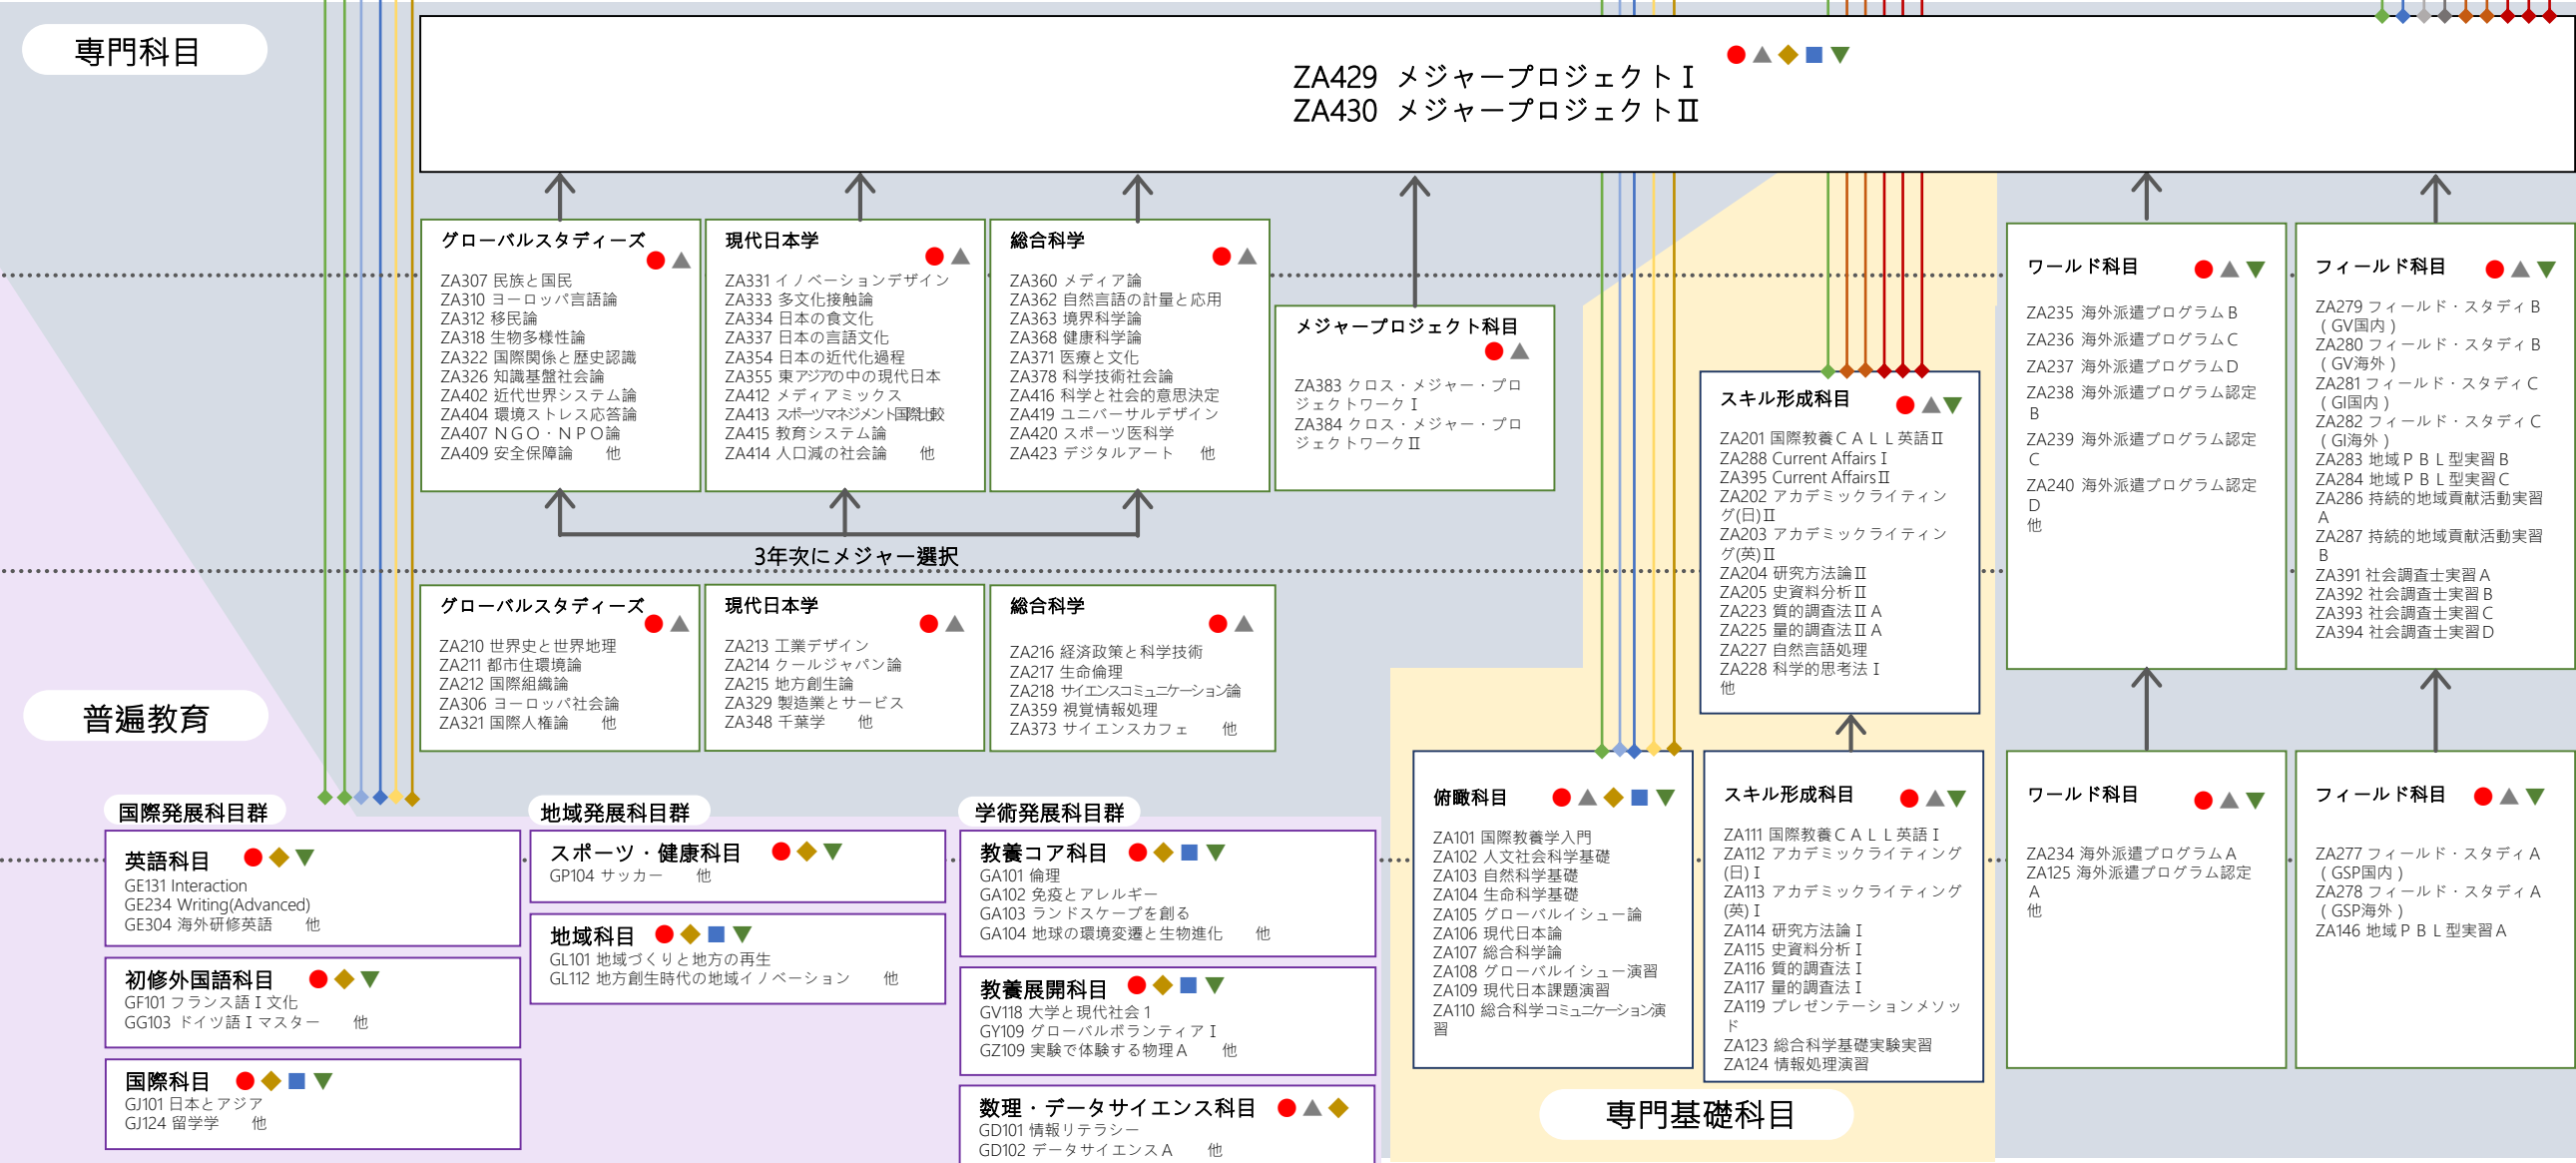 専門科目
ZA429 メジャープロジェクトⅠ
ZA430 メジャープロジェクトⅡ
グローバルスタディーズ
ZA307 民族と国民
ZA310 ヨーロッパ言語論
ZA312 移民論
ZA318 生物多様性論
ZA322 国際関係と歴史認識
ZA326 知識基盤社会論
ZA402 近代世界システム論
ZA404 環境ストレス応答論
ZA407 ＮＧＯ・ＮＰＯ論
ZA409 安全保障論　　他
現代日本学
ZA331 イノベーションデザイン
ZA333 多文化接触論
ZA334 日本の食文化
ZA337 日本の言語文化
ZA354 日本の近代化過程
ZA355 東アジアの中の現代日本
ZA412 メディアミックス
ZA413 スポーツマネジメント国際比較
ZA415 教育システム論
ZA414 人口減の社会論　　他
総合科学
ZA360 メディア論
ZA362 自然言語の計量と応用
ZA363 境界科学論
ZA368 健康科学論
ZA371 医療と文化
ZA378 科学技術社会論
ZA416 科学と社会的意思決定
ZA419 ユニバーサルデザイン
ZA420 スポーツ医科学
ZA423 デジタルアート　他
メジャープロジェクト科目
ZA383 クロス・メジャー・プロ
ジェクトワークⅠ
ZA384 クロス・メジャー・プロ
ジェクトワークⅡ
スキル形成科目
ZA201 国際教養ＣＡＬＬ英語Ⅱ
ZA288 Current AffairsⅠ
ZA395 Current AffairsⅡ
ZA202 アカデミックライティン
グ(日)Ⅱ
ZA203 アカデミックライティン
グ(英)Ⅱ
ZA204 研究方法論Ⅱ
ZA205 史資料分析Ⅱ
ZA223 質的調査法ⅡＡ
ZA225 量的調査法ⅡＡ
ZA227 自然言語処理
ZA228 科学的思考法Ⅰ
他
ワールド科目
ZA235 海外派遣プログラムＢ
ZA236 海外派遣プログラムＣ
ZA237 海外派遣プログラムＤ
ZA238 海外派遣プログラム認定
Ｂ
ZA239 海外派遣プログラム認定
Ｃ
ZA240 海外派遣プログラム認定
Ｄ
他
フィールド科目
ZA279 フィールド・スタディＢ
（GV国内）
ZA280 フィールド・スタディＢ
（GV海外）
ZA281 フィールド・スタディＣ
（GI国内）
ZA282 フィールド・スタディＣ
（GI海外）
ZA283 地域ＰＢＬ型実習Ｂ
ZA284 地域ＰＢＬ型実習Ｃ
ZA286 持続的地域貢献活動実習
Ａ
ZA287 持続的地域貢献活動実習
Ｂ
ZA391 社会調査士実習Ａ
ZA392 社会調査士実習Ｂ
ZA393 社会調査士実習Ｃ
ZA394 社会調査士実習Ｄ
3年次にメジャー選択
グローバルスタディーズ
ZA210 世界史と世界地理
ZA211 都市住環境論
ZA212 国際組織論
ZA306 ヨーロッパ社会論
ZA321 国際人権論　　他
現代日本学
ZA213 工業デザイン
ZA214 クールジャパン論
ZA215 地方創生論
ZA329 製造業とサービス
ZA348 千葉学　　他
総合科学
ZA216 経済政策と科学技術
ZA217 生命倫理
ZA218 サイエンスコミュニケーション論
ZA359 視覚情報処理
ZA373 サイエンスカフェ　　他
普遍教育
国際発展科目群
英語科目
GE131 Interaction
GE234 Writing(Advanced)
GE304 海外研修英語　　他
初修外国語科目
GF101 フランス語Ⅰ文化
GG103 ドイツ語Ⅰマスター　　他
国際科目
GJ101 日本とアジア
GJ124 留学学　　他
地域発展科目群
スポーツ・健康科目
GP104 サッカー　　他
地域科目
GL101 地域づくりと地方の再生
GL112 地方創生時代の地域イノベーション　　他
学術発展科目群
教養コア科目
GA101 倫理
GA102 免疫とアレルギー
GA103 ランドスケープを創る
GA104 地球の環境変遷と生物進化　　他
教養展開科目
GV118 大学と現代社会１
GY109 グローバルボランティアⅠ
GZ109 実験で体験する物理Ａ　　他
数理・データサイエンス科目
GD101 情報リテラシー
GD102 データサイエンスＡ　　他
俯瞰科目
ZA101 国際教養学入門
ZA102 人文社会科学基礎
ZA103 自然科学基礎
ZA104 生命科学基礎
ZA105 グローバルイシュー論
ZA106 現代日本論
ZA107 総合科学論
ZA108 グローバルイシュー演習
ZA109 現代日本課題演習
ZA110 総合科学コミュニケーション演
習
スキル形成科目
ZA111 国際教養ＣＡＬＬ英語Ⅰ
ZA112 アカデミックライティング
(日)Ⅰ
ZA113 アカデミックライティング
(英)Ⅰ
ZA114 研究方法論Ⅰ
ZA115 史資料分析Ⅰ
ZA116 質的調査法Ⅰ
ZA117 量的調査法Ⅰ
ZA119 プレゼンテーションメソッ
ド
ZA123 総合科学基礎実験実習
ZA124 情報処理演習
専門基礎科目
ワールド科目
ZA234 海外派遣プログラムＡ
ZA125 海外派遣プログラム認定
Ａ
他
フィールド科目
ZA277 フィールド・スタディＡ
（GSP国内）
ZA278 フィールド・スタディＡ
（GSP海外）
ZA146 地域ＰＢＬ型実習Ａ